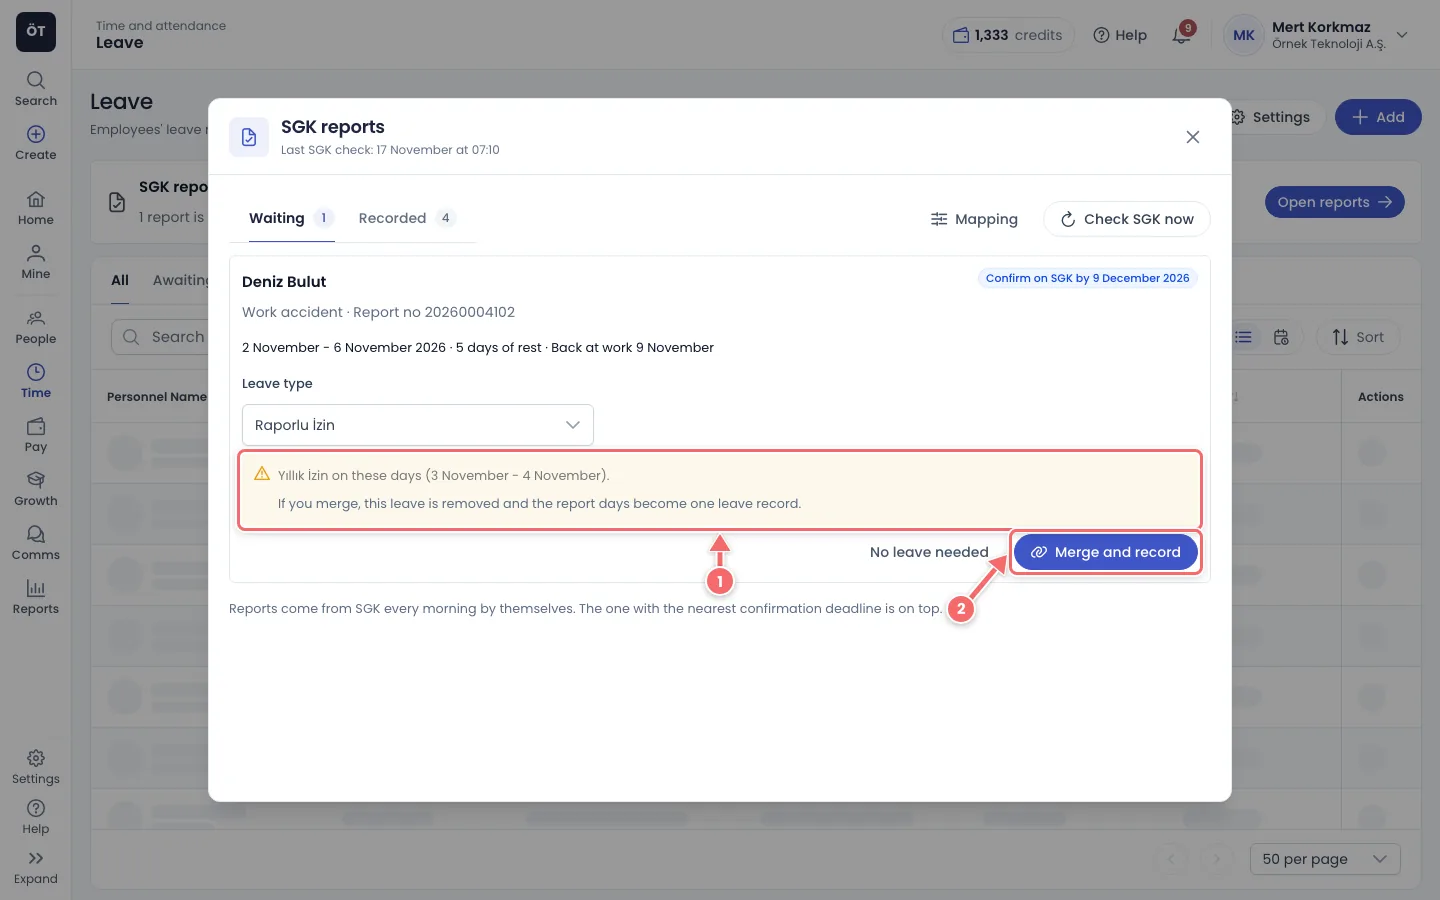 ÖT
Time and attendance
Leave
1,333 credits
Help
9
MK
Mert Korkmaz
Örnek Teknoloji A.Ş.
Search
Create
Home
Mine
People
Time
Pay
Growth
Comms
Reports
Settings
Help
Expand
Leave
Employees' leave
Settings
Add
SGK repo
1 report is
Open reports
All
Awaiting
Search
Sort
Personnel Name
Actions
50 per page
SGK reports
Last SGK check: 17 November at 07:10
Waiting 1
Recorded 4
Mapping
Check SGK now
Deniz Bulut
Confirm on SGK by 9 December 2026
Work accident · Report no 20260004102
2 November - 6 November 2026 · 5 days of rest · Back at work 9 November
Leave type
Raporlu İzin
Yıllık İzin on these days (3 November - 4 November).
If you merge, this leave is removed and the report days become one leave record.
No leave needed
Merge and record
1
2
Reports come from SGK every morning by themselves. The one with the nearest confirmation deadline is on top.